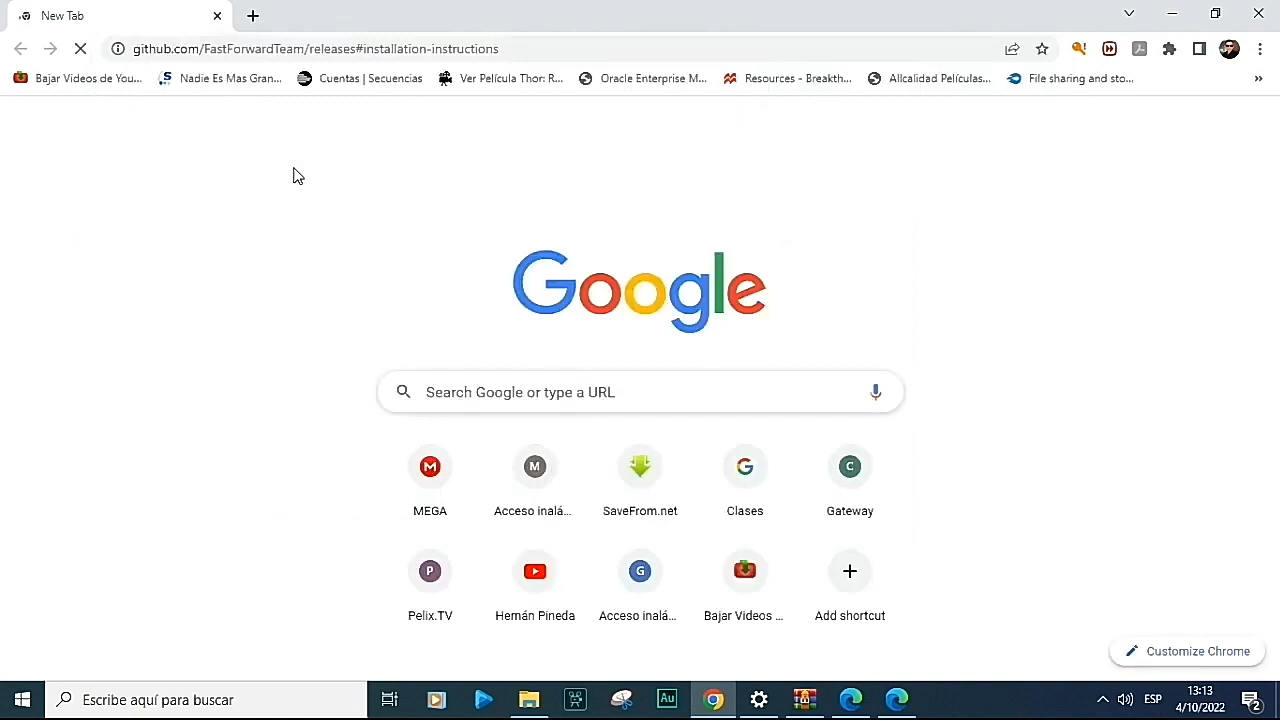 New Tab
github.com/FastForwardTeam/releases#installation-instructions
Bajar Videos de You... Nadie Es Mas Gran... Cuentas | Secuencias Ver Película Thor: R... Oracle Enterprise M... Resources - Breakth... Allcalidad Películas,... File sharing and sto... »
Google
Search Google or type a URL
M M G C
MEGA Acceso inalá... SaveFrom.net Clases Gateway
P G
Pelix.TV Hernán Pineda Acceso inalá... Bajar Videos ... Add shortcut
Customize Chrome
Escribe aquí para buscar Au ESP 13:13
4/10/2022 2